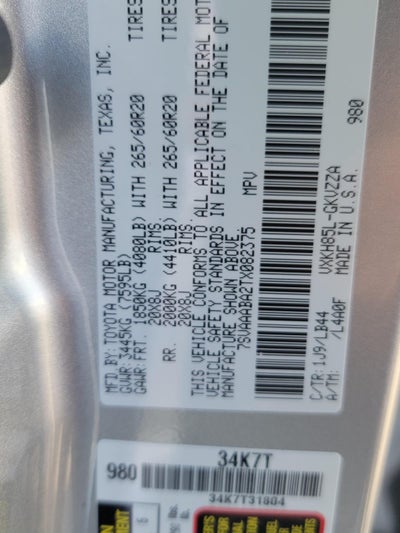 MFD.BY: TOYOTA MOTOR MANUFACTURING, TEXAS, INC.
GVWR: 3445KG (7595LB)
GAWR: FRT. 1850KG (4080LB) WITH 265/60R20 TIRES
20X8J RIMS
RR. 2000KG (4410LB) WITH 265/60R20 TIRES
20X8J RIMS
THIS VEHICLE CONFORMS TO ALL APPLICABLE FEDERAL MOT
VEHICLE SAFETY STANDARDS IN EFFECT ON THE DATE OF
MANUFACTURE SHOWN ABOVE.
7SVAAABA2TX082375 MPV
980
C/TR: 1J9/LB44 VXKH85L-GKVZZA
A/TM: /L4A0F MADE IN U.S.A.
980 34K7T
34K7T31804